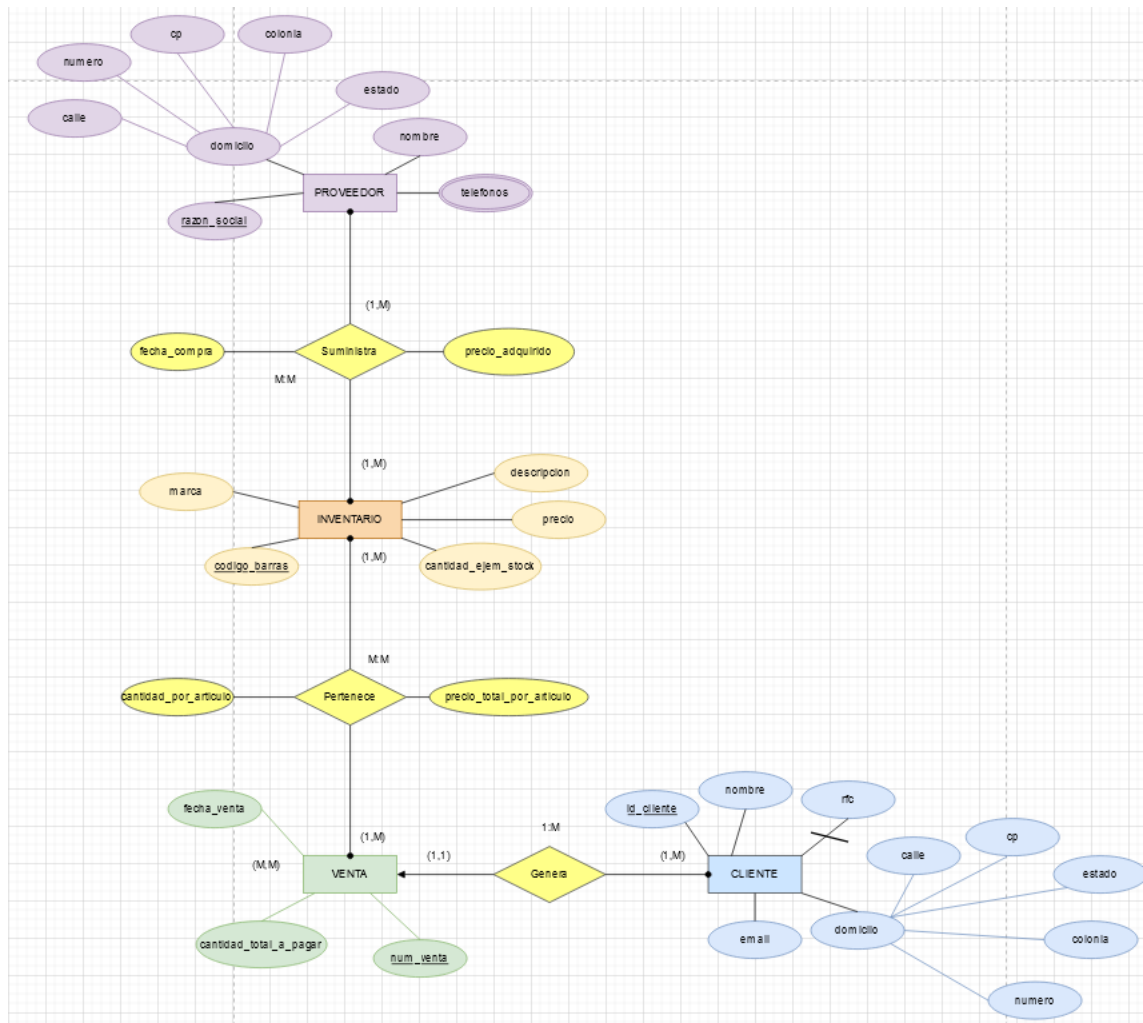 cp
colonia
numero
estado
calle
nombre
domicilo
PROVEEDOR
telefonos
razon_social
(1,M)
fecha_compra
Suministra
precio_adquirido
M:M
(1,M)
descripcion
marca
INVENTARIO
precio
(1,M)
codigo_barras
cantidad_ejem_stock
M:M
cantidad_por_articulo
Pertenece
precio_total_por_articulo
fecha_venta
id_cliente
nombre
rfc
1:M
(1,M)
cp
(M,M)
(1,1)
(1,M)
calle
VENTA
Genera
CLIENTE
estado
cantidad_total_a_pagar
num_venta
email
domicilo
colonia
numero